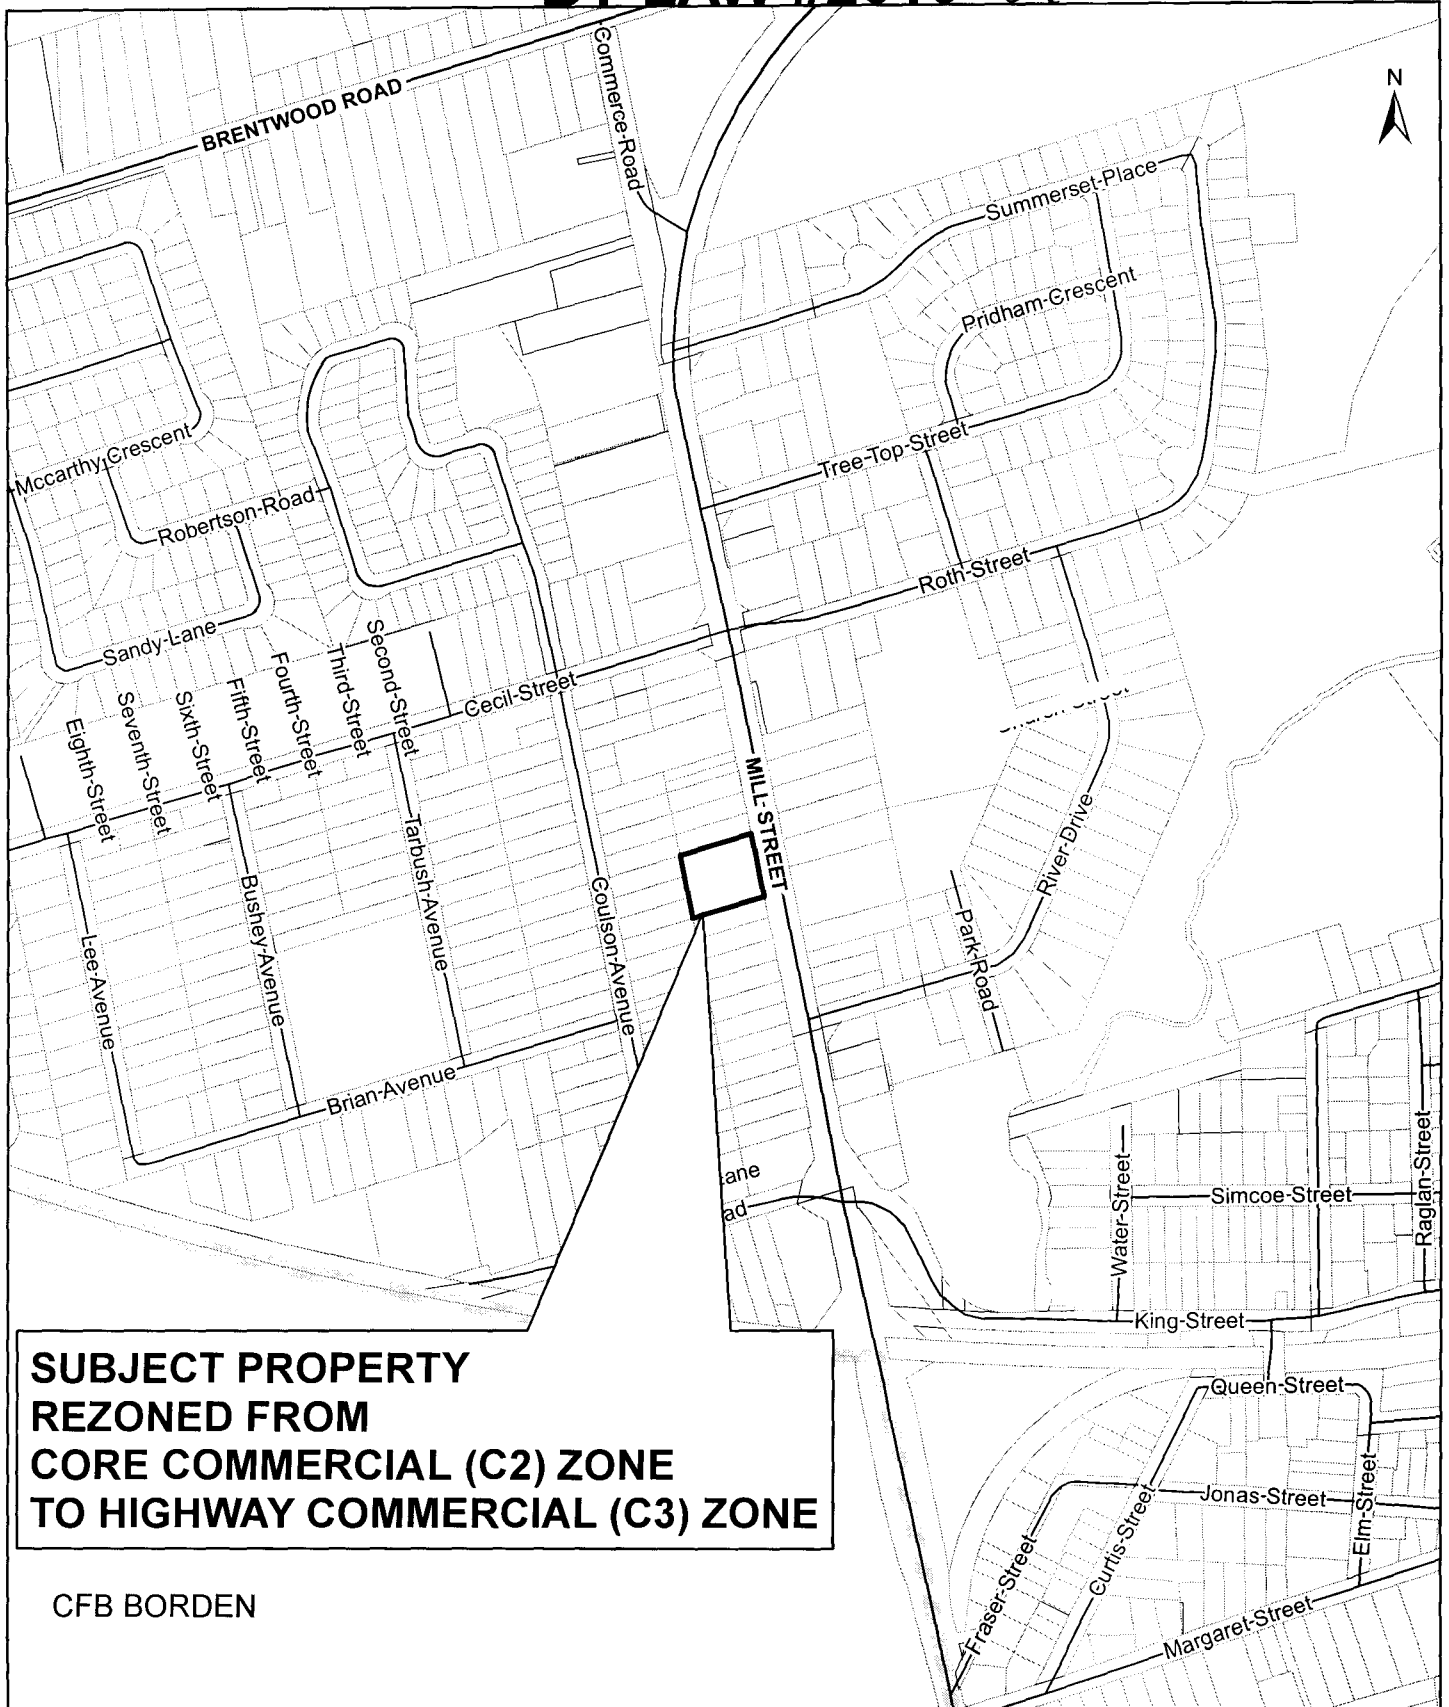 BRENTWOOD ROAD
Commerce-Road
N
Summerset-Place
Pridham-Crescent
Tree-Top-Street
Mccarthy-Crescent
Robertson-Road
Roth-Street
Sandy-Lane
Second-Street
Third-Street
Fourth-Street
Fifth-Street
Sixth-Street
Seventh-Street
Eighth-Street
Cecil-Street
MILL-STREET
River-Drive
Tarbush-Avenue
Bushey-Avenue
Coulson-Avenue
Lee-Avenue
Park-Road
Brian-Avenue
Water-Street
Simcoe-Street
Raglan-Street
King-Street
SUBJECT PROPERTY
REZONED FROM
CORE COMMERCIAL (C2) ZONE
TO HIGHWAY COMMERCIAL (C3) ZONE
Queen-Street
Jonas-Street
Elm-Street
Curtis-Street
Fraser-Street
Margaret-Street
CFB BORDEN